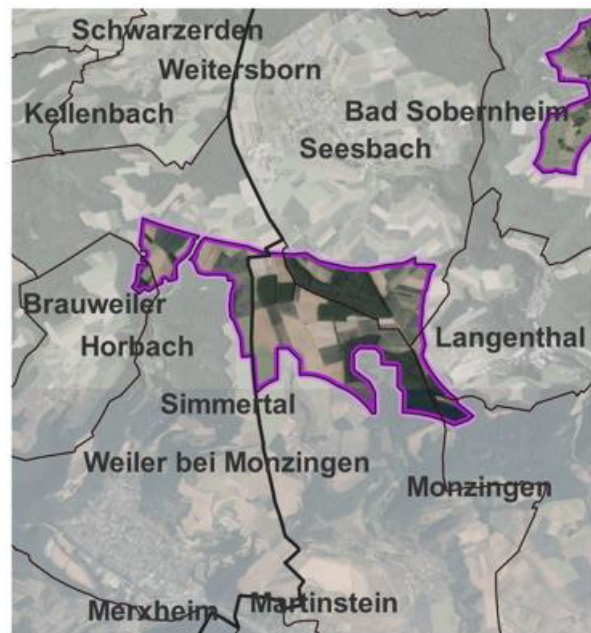 Schwarzerden
Weitersborn
Kellenbach
Bad Sobernheim
Seesbach
Brauweiler
Langenthal
Horbach
Simmertal
Weiler bei Monzingen
Monzingen
Merxheim
Martinstein